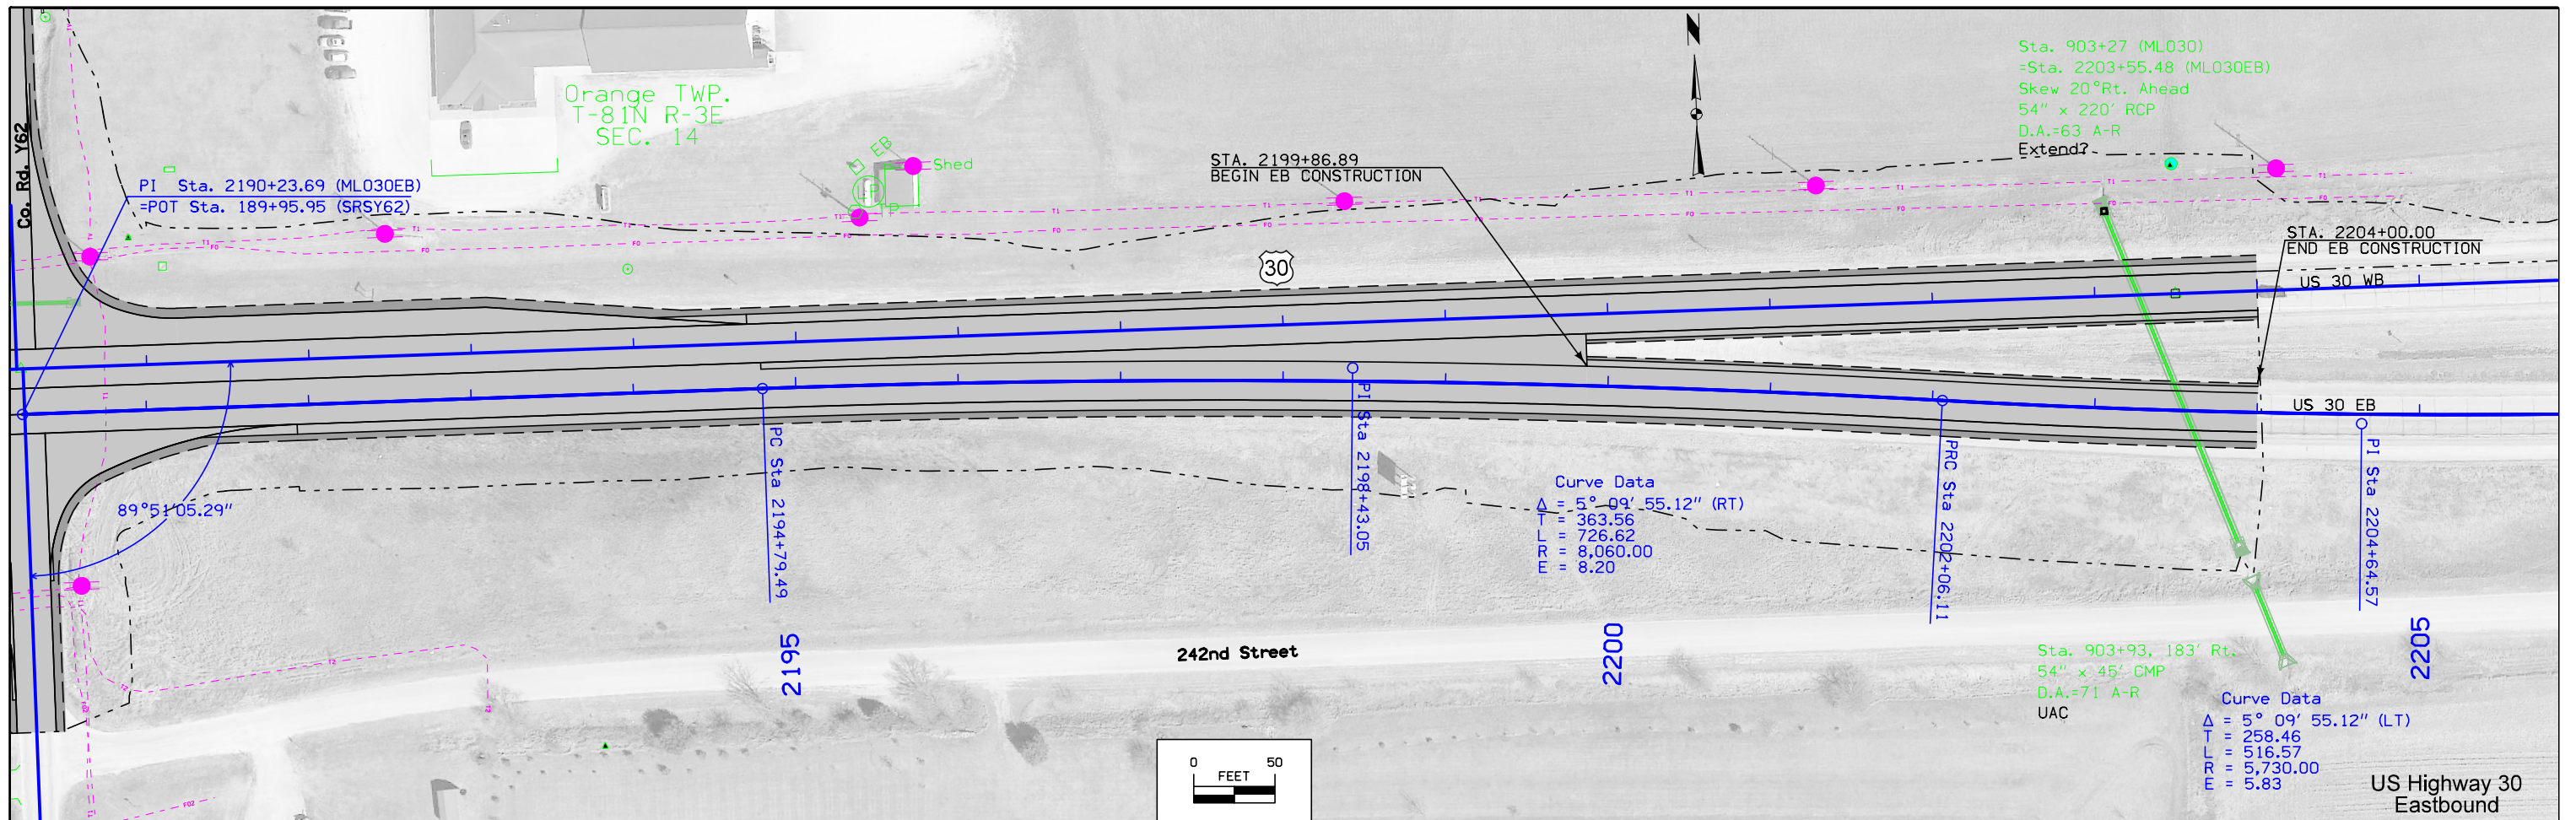 Co. Rd. Y62
Orange TWP.
T-81N R-3E
SEC. 14
PI Sta. 2190+23.69 (ML030EB)
=POT Sta. 189+95.95 (SRSY62)
EB
Shed
LP
TP
STA. 2199+86.89
BEGIN EB CONSTRUCTION
N
Sta. 903+27 (ML030)
=Sta. 2203+55.48 (ML030EB)
Skew 20°Rt. Ahead
54" x 220' RCP
D.A.=63 A-R
Extend?
30
STA. 2204+00.00
END EB CONSTRUCTION
US 30 WB
US 30 EB
89°51'05.29"
PC Sta 2194+79.49
PI Sta 2198+43.05
Curve Data
Δ = 5° 09' 55.12" (RT)
T = 363.56
L = 726.62
R = 8,060.00
E = 8.20
PRC Sta 2202+06.11
PI Sta 2204+64.57
2195
242nd Street
2200
2205
Sta. 903+93, 183' Rt.
54" x 45' CMP
D.A.=71 A-R
UAC
Curve Data
Δ = 5° 09' 55.12" (LT)
T = 258.46
L = 516.57
R = 5,730.00
E = 5.83
0 50
FEET
US Highway 30
Eastbound